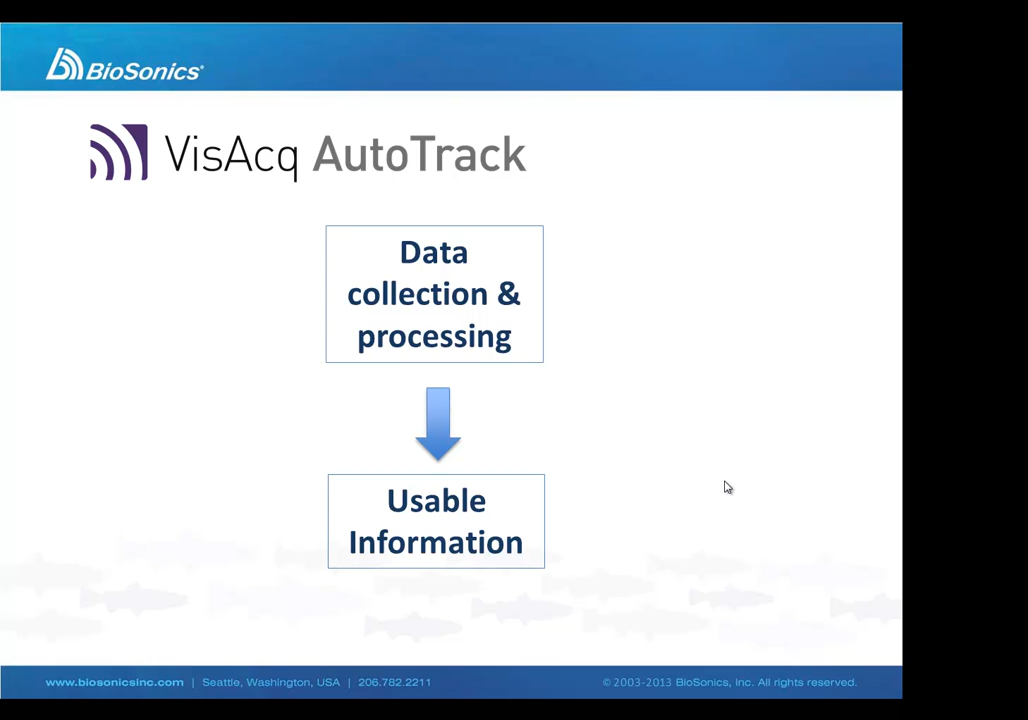 BioSonics®
VisAcq AutoTrack
Data
collection &
processing
Usable
Information
www.biosonicsinc.com | Seattle, Washington, USA | 206.782.2211
© 2003-2013 BioSonics, Inc. All rights reserved.